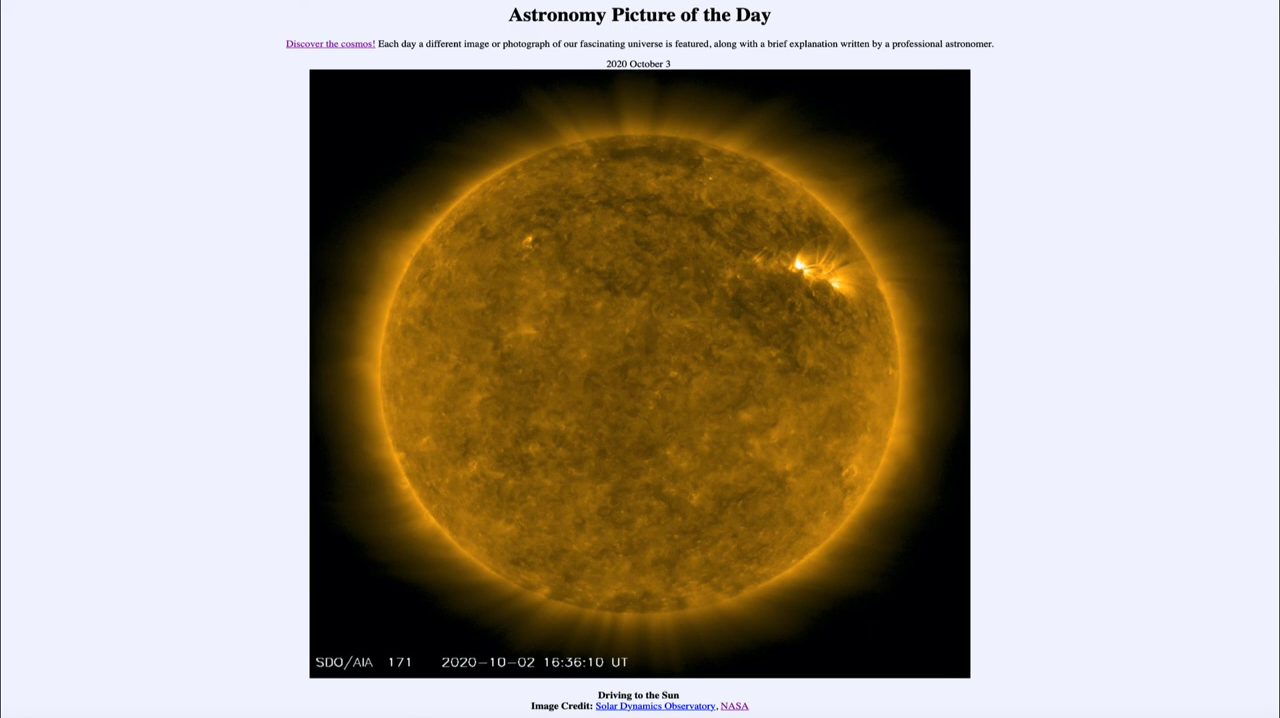 Astronomy Picture of the Day
Discover the cosmos! Each day a different image or photograph of our fascinating universe is featured, along with a brief explanation written by a professional astronomer.
2020 October 3
SDO/AIA 171 2020-10-02 16:36:10 UT
Driving to the Sun
Image Credit: Solar Dynamics Observatory, NASA